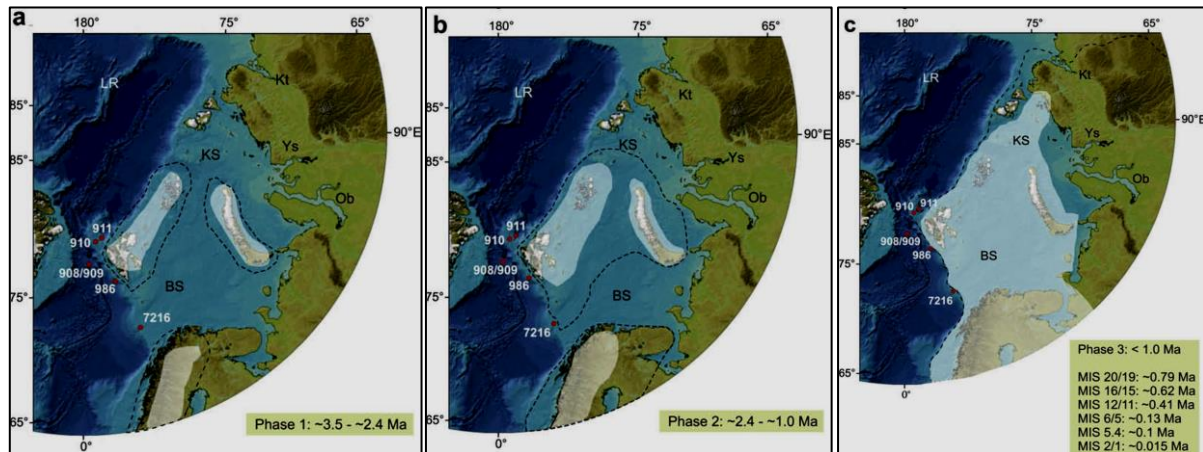 a
180°
75°
LR
Kt
85°
90°E
KS
Ys
85°
Ob
911
910
908/909
986
BS
75°
7216
65°
Phase 1: ~3.5 - ~2.4 Ma
0°
b
180°
75°
LR
Kt
85°
90°E
KS
Ys
85°
Ob
911
910
908/909
986
BS
75°
7216
65°
Phase 2: ~2.4 - ~1.0 Ma
0°
c
180°
75°
LR
Kt
85°
90°E
KS
Ys
85°
Ob
911
910
908/909
986
BS
75°
7216
65°
0°
Phase 3: < 1.0 Ma
MIS 20/19: ~0.79 Ma
MIS 16/15: ~0.62 Ma
MIS 12/11: ~0.41 Ma
MIS 6/5: ~0.13 Ma
MIS 5.4: ~0.1 Ma
MIS 2/1: ~0.015 Ma